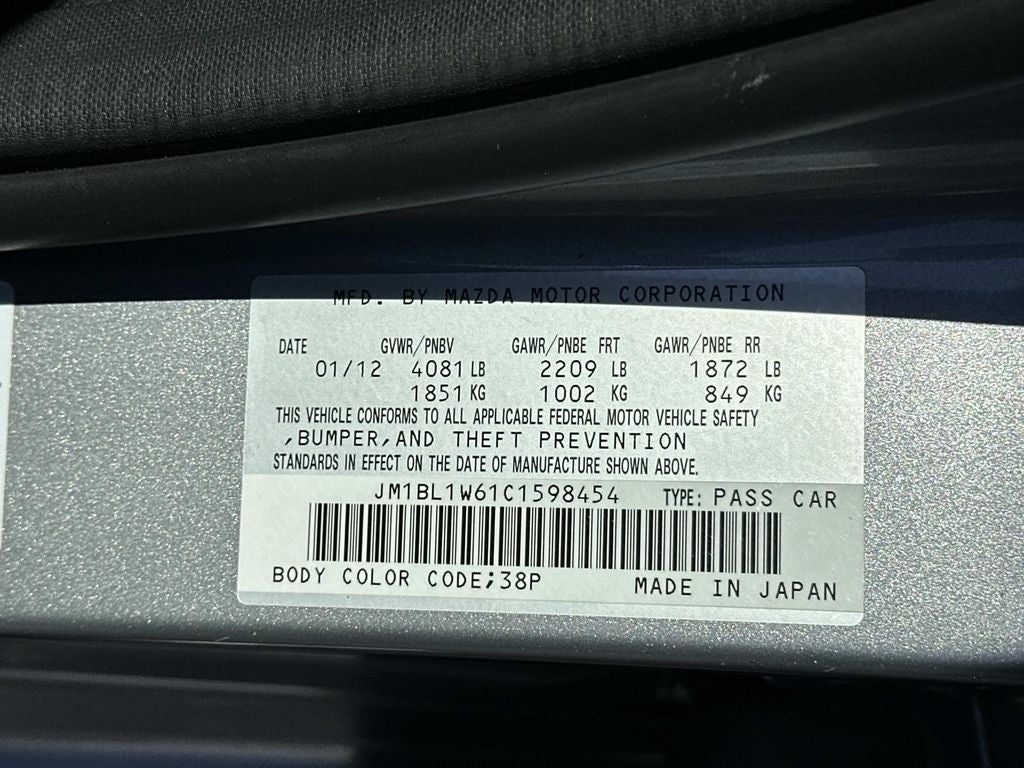 MFD. BY MAZDA MOTOR CORPORATION
DATE GVWR/PNBV GAWR/PNBE FRT GAWR/PNBE RR
01/12 4081 LB 2209 LB 1872 LB
1851 KG 1002 KG 849 KG
THIS VEHICLE CONFORMS TO ALL APPLICABLE FEDERAL MOTOR VEHICLE SAFETY
,BUMPER,AND THEFT PREVENTION
STANDARDS IN EFFECT ON THE DATE OF MANUFACTURE SHOWN ABOVE.
JM1BL1W61C1598454 TYPE: PASS CAR
BODY COLOR CODE;38P MADE IN JAPAN